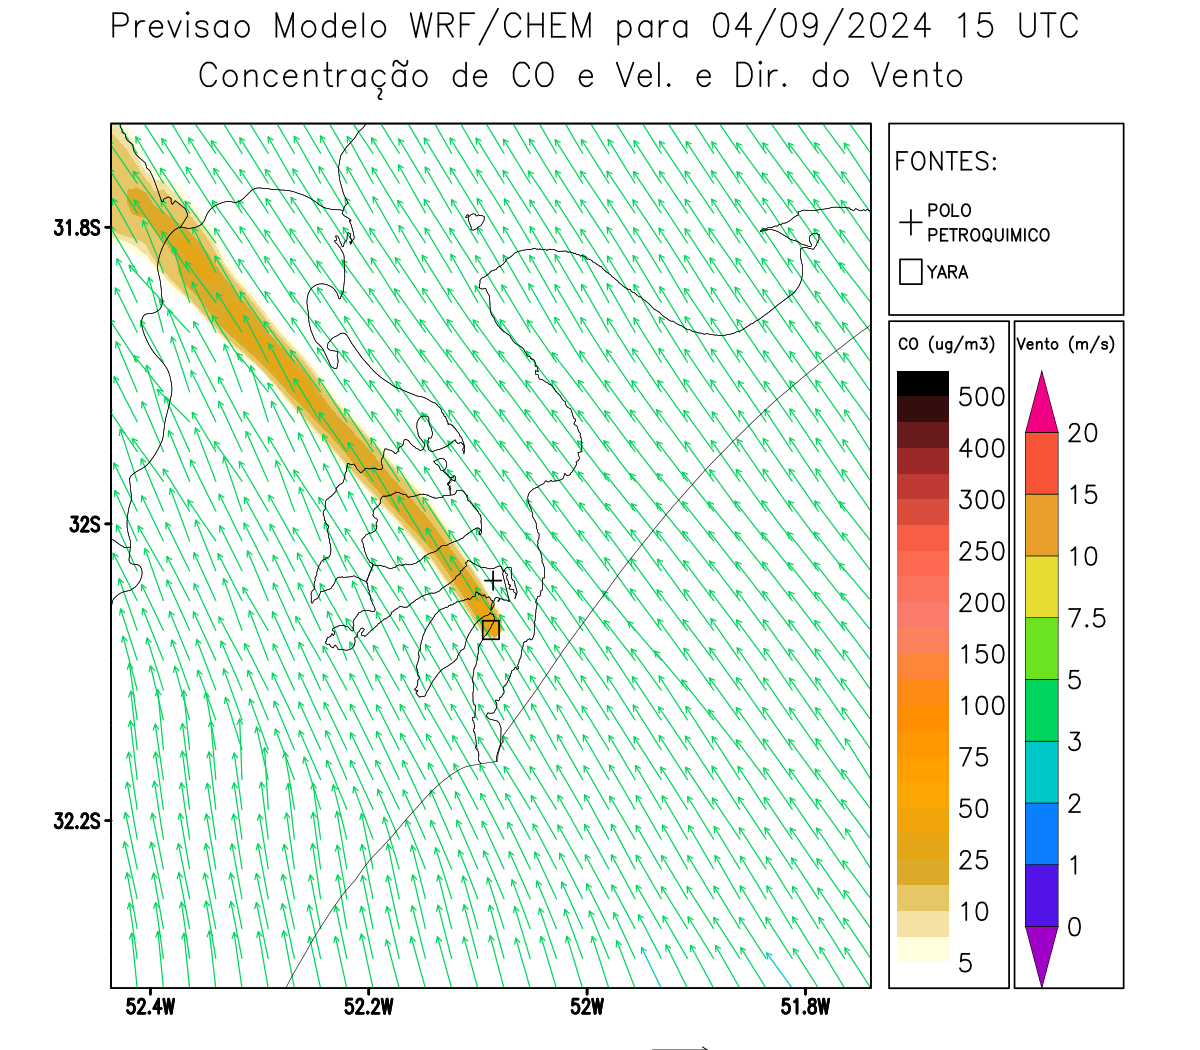 Previsao Modelo WRF/CHEM para 04/09/2024 15 UTC
Concentração de CO e Vel. e Dir. do Vento
FONTES:
POLO
PETROQUIMICO
YARA
31.8S
32S
32.2S
52.4W
52.2W
52W
51.8W
CO (ug/m3)
500
400
300
250
200
150
100
75
50
25
10
5
Vento (m/s)
20
15
10
7.5
5
3
2
1
0